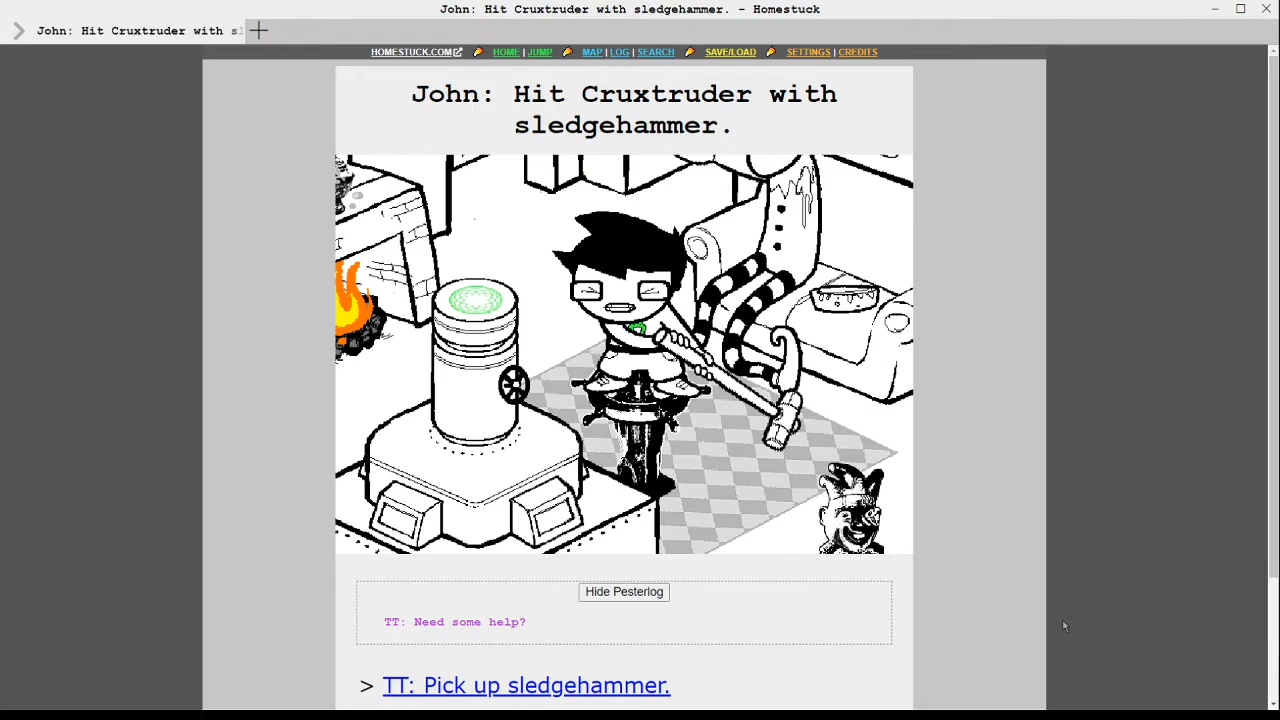 John: Hit Cruxtruder with sledgehammer. - Homestuck
John: Hit Cruxtruder with sl
HOMESTUCK.COM HOME | JUMP MAP | LOG | SEARCH SAVE/LOAD SETTINGS | CREDITS
John: Hit Cruxtruder with
sledgehammer.
Hide Pesterlog
TT: Need some help?
> TT: Pick up sledgehammer.